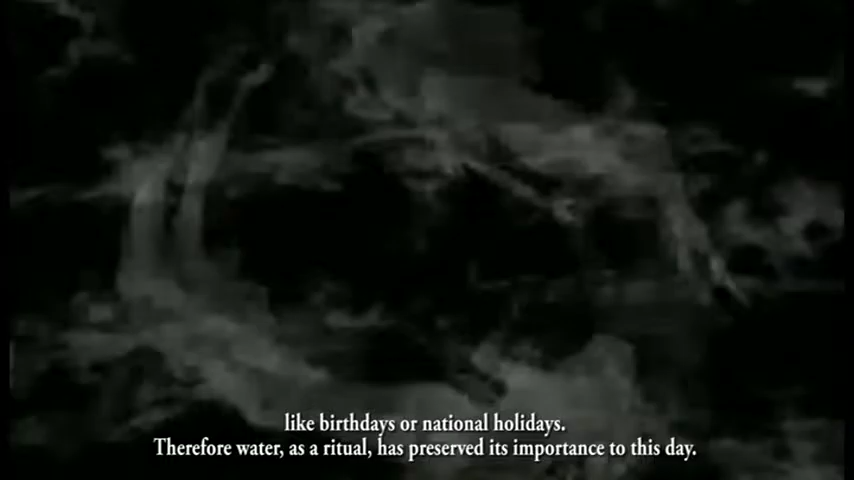 like birthdays or national holidays.
Therefore water, as a ritual, has preserved its importance to this day.